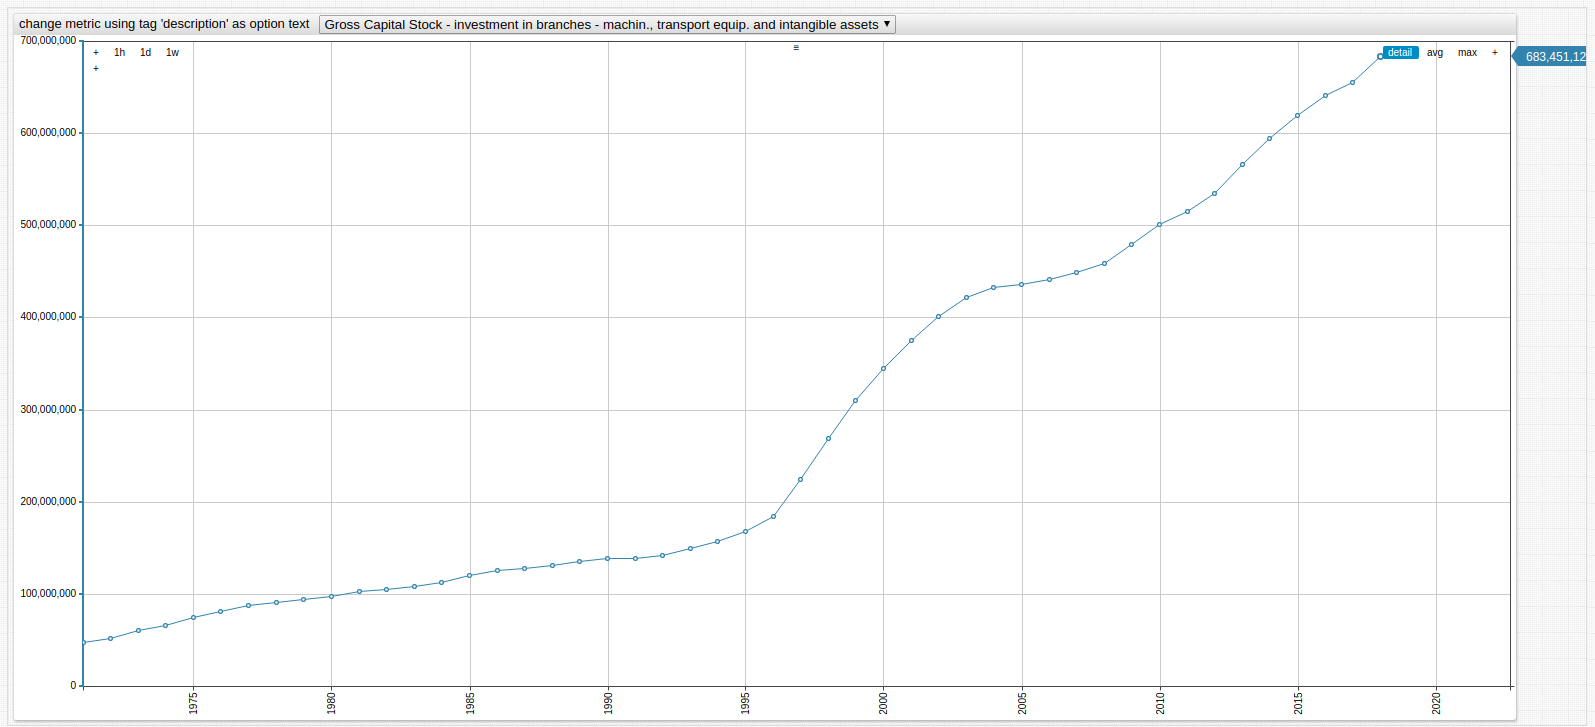 change metric using tag 'description' as option text Gross Capital Stock - investment in branches - machin., transport equip. and intangible assets ▼
700,000,000
+ 1h 1d 1w
+
≡
detail avg max +
683,451,12
600,000,000
500,000,000
400,000,000
300,000,000
200,000,000
100,000,000
0
1975 1980 1985 1990 1995 2000 2005 2010 2015 2020